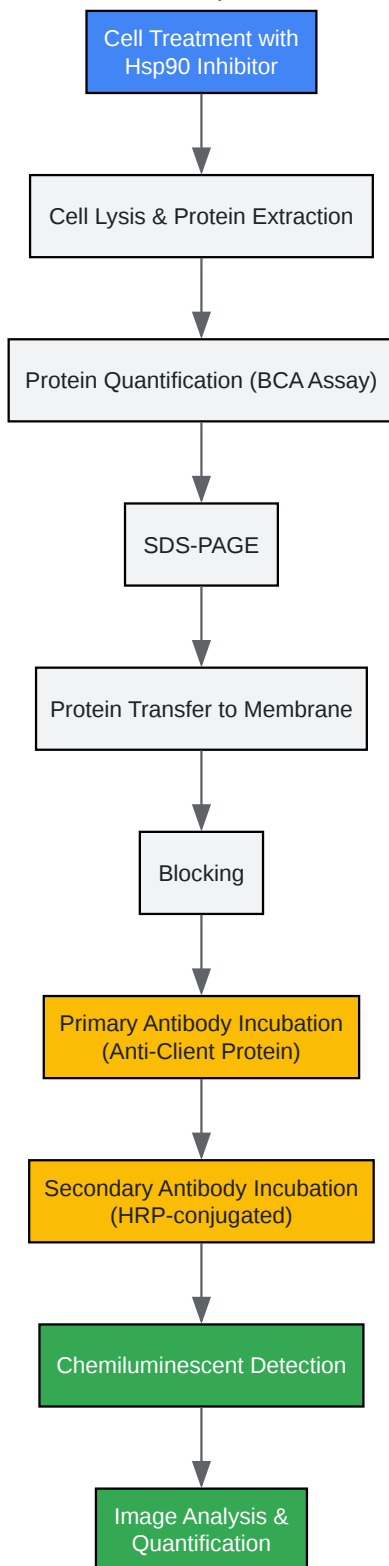 Cell Treatment with
Hsp90 Inhibitor
Cell Lysis & Protein Extraction
Protein Quantification (BCA Assay)
SDS-PAGE
Protein Transfer to Membrane
Blocking
Primary Antibody Incubation
(Anti-Client Protein)
Secondary Antibody Incubation
(HRP-conjugated)
Chemiluminescent Detection
Image Analysis &
Quantification